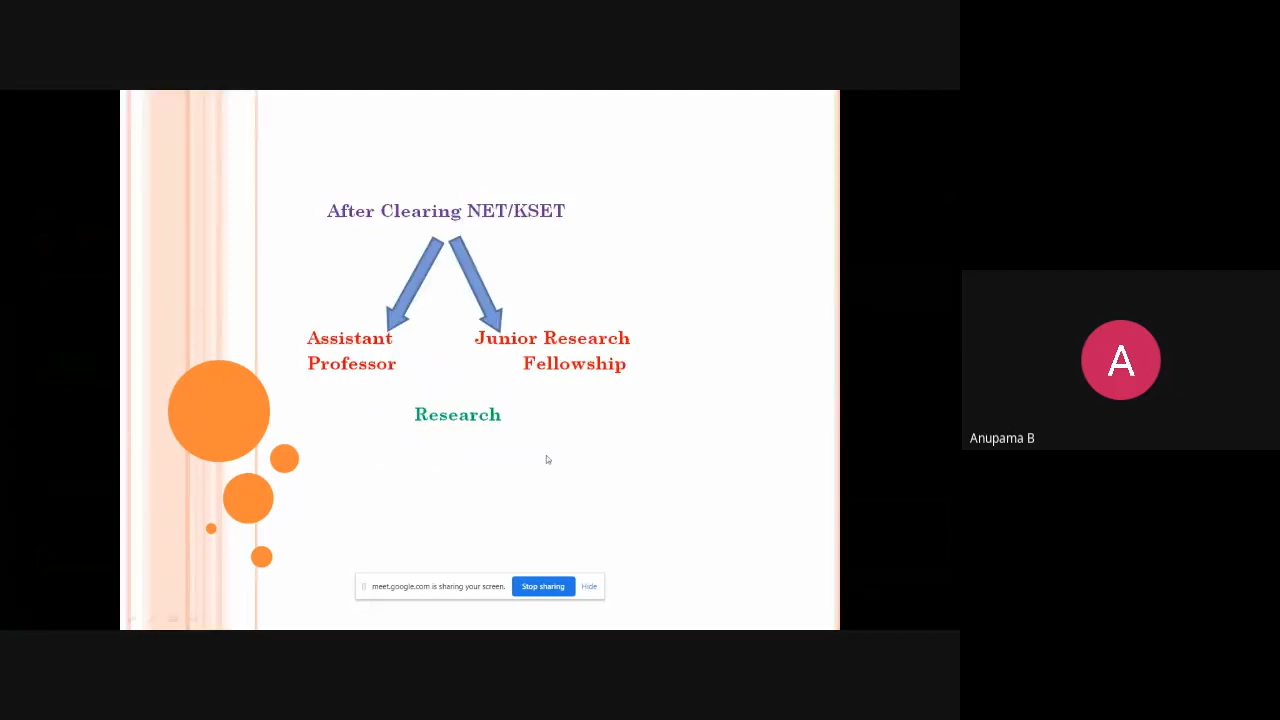 After Clearing NET/KSET
Assistant Professor
Junior Research Fellowship
Research
meet.google.com is sharing your screen.
Stop sharing
Hide
A
Anupama B